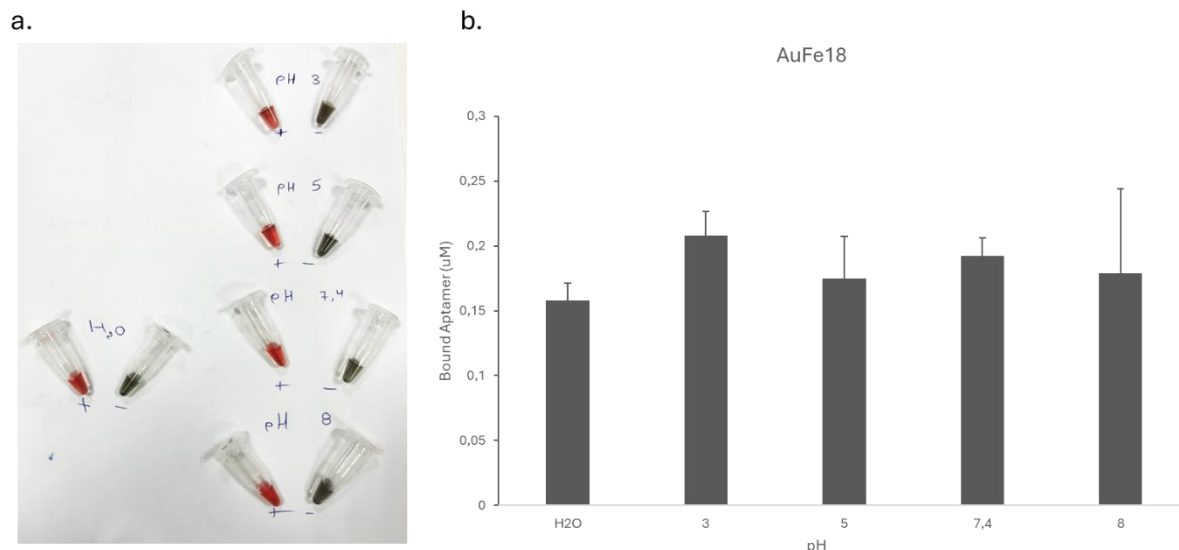 a.
pH 3
+ -
pH 5
+ -
pH 7,4
+ -
H2O
+ -
pH 8
+ -
b.
AuFe18
Bound Aptamer (uM)
0,3
0,25
0,2
0,15
0,1
0,05
0
H2O 3 5 7,4 8
pH